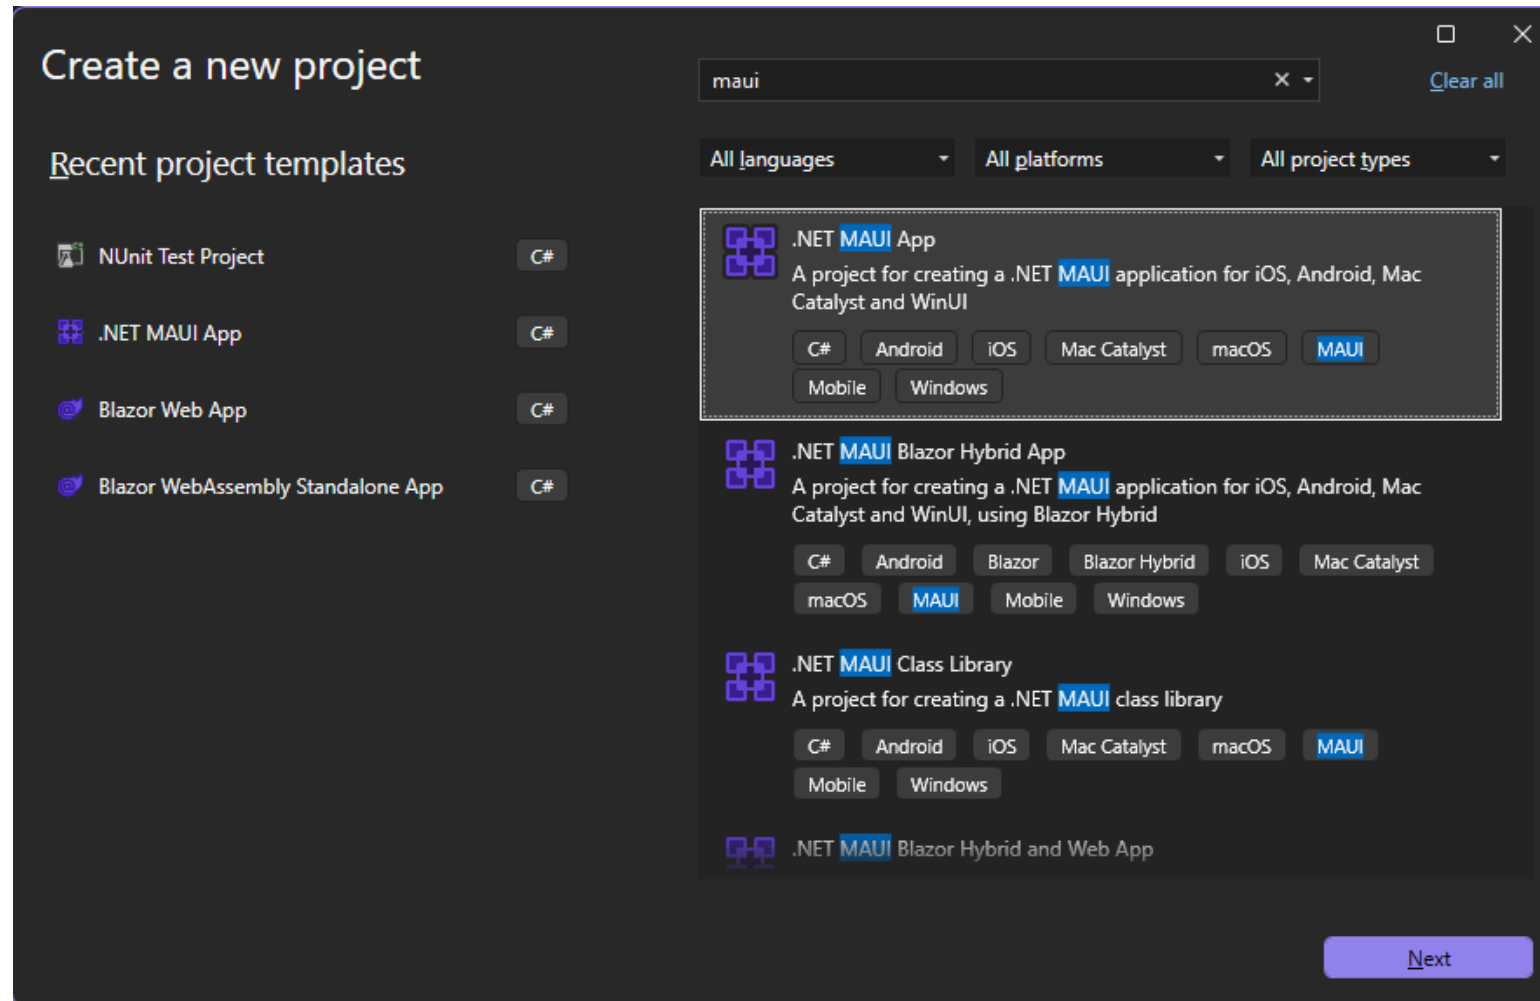 Create a new project
maui
Clear all
Recent project templates
All languages
All platforms
All project types
NUnit Test Project
C#
.NET MAUI App
C#
Blazor Web App
C#
Blazor WebAssembly Standalone App
C#
.NET MAUI App
A project for creating a .NET MAUI application for iOS, Android, Mac
Catalyst and WinUI
C# Android iOS Mac Catalyst macOS MAUI
Mobile Windows
.NET MAUI Blazor Hybrid App
A project for creating a .NET MAUI application for iOS, Android, Mac
Catalyst and WinUI, using Blazor Hybrid
C# Android Blazor Blazor Hybrid iOS Mac Catalyst
macOS MAUI Mobile Windows
.NET MAUI Class Library
A project for creating a .NET MAUI class library
C# Android iOS Mac Catalyst macOS MAUI
Mobile Windows
.NET MAUI Blazor Hybrid and Web App
Next